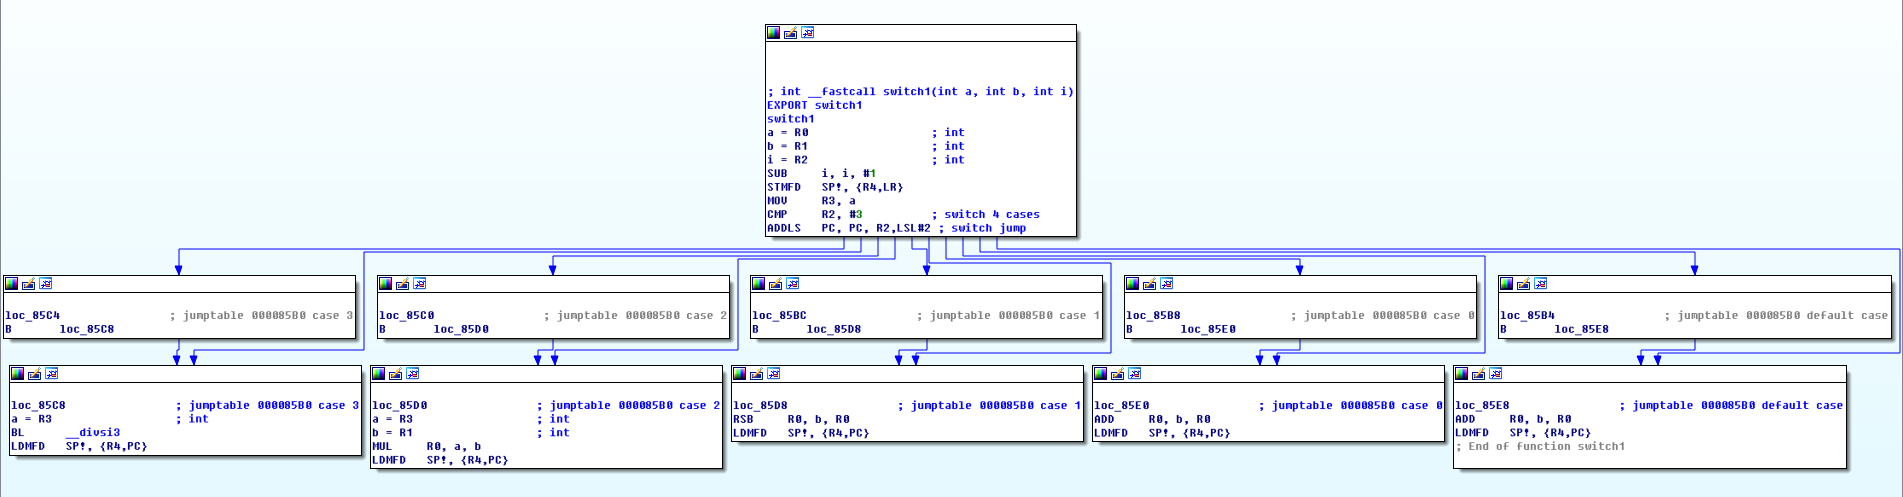 ; int __fastcall switch1(int a, int b, int i)
EXPORT switch1
switch1
a = R0 ; int
b = R1 ; int
i = R2 ; int
SUB i, i, #1
STMFD SP!, {R4,LR}
MOV R3, a
CMP R2, #3 ; switch 4 cases
ADDLS PC, PC, R2,LSL#2 ; switch jump
loc_85C4 ; jumptable 000085B0 case 3
B loc_85C8
loc_85C0 ; jumptable 000085B0 case 2
B loc_85D0
loc_85BC ; jumptable 000085B0 case 1
B loc_85D8
loc_85B8 ; jumptable 000085B0 case 0
B loc_85E0
loc_85B4 ; jumptable 000085B0 default case
B loc_85E8
loc_85C8 ; jumptable 000085B0 case 3
a = R3 ; int
BL __divsi3
LDMFD SP!, {R4,PC}
loc_85D0 ; jumptable 000085B0 case 2
a = R3 ; int
b = R1 ; int
MUL R0, a, b
LDMFD SP!, {R4,PC}
loc_85D8 ; jumptable 000085B0 case 1
RSB R0, b, R0
LDMFD SP!, {R4,PC}
loc_85E0 ; jumptable 000085B0 case 0
ADD R0, b, R0
LDMFD SP!, {R4,PC}
loc_85E8 ; jumptable 000085B0 default case
ADD R0, b, R0
LDMFD SP!, {R4,PC}
; End of function switch1